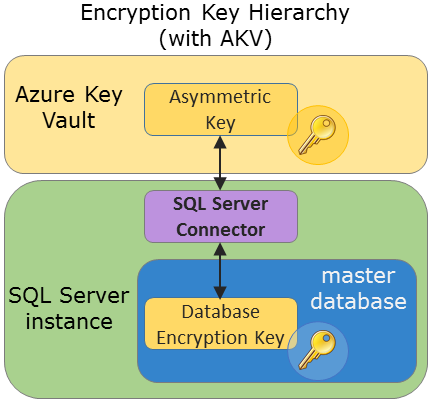 Encryption Key Hierarchy
(with AKV)
Azure Key
Vault
Asymmetric
Key
SQL Server
Connector
SQL Server
instance
master
database
Database
Encryption Key